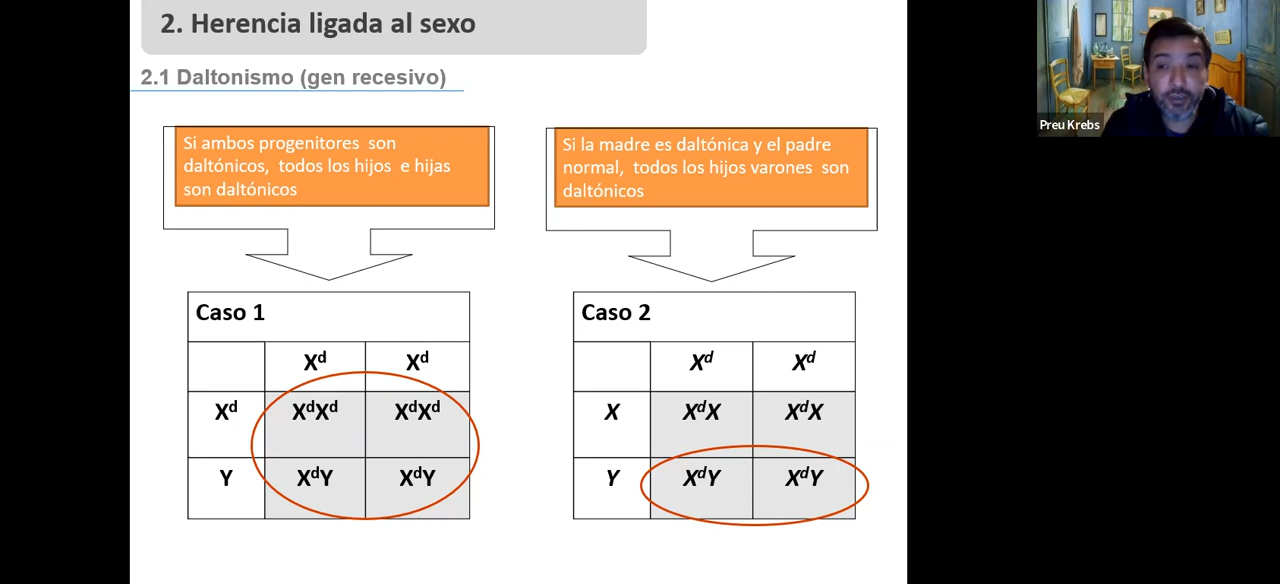 2. Herencia ligada al sexo
2.1 Daltonismo (gen recesivo)
Si ambos progenitores son
daltónicos, todos los hijos e hijas
son daltónicos
Caso 1
Xᵈ Xᵈ
Xᵈ XᵈXᵈ XᵈXᵈ
Y XᵈY XᵈY
Si la madre es daltónica y el padre
normal, todos los hijos varones son
daltónicos
Caso 2
Xᵈ Xᵈ
X XᵈX XᵈX
Y XᵈY XᵈY
Preu Krebs